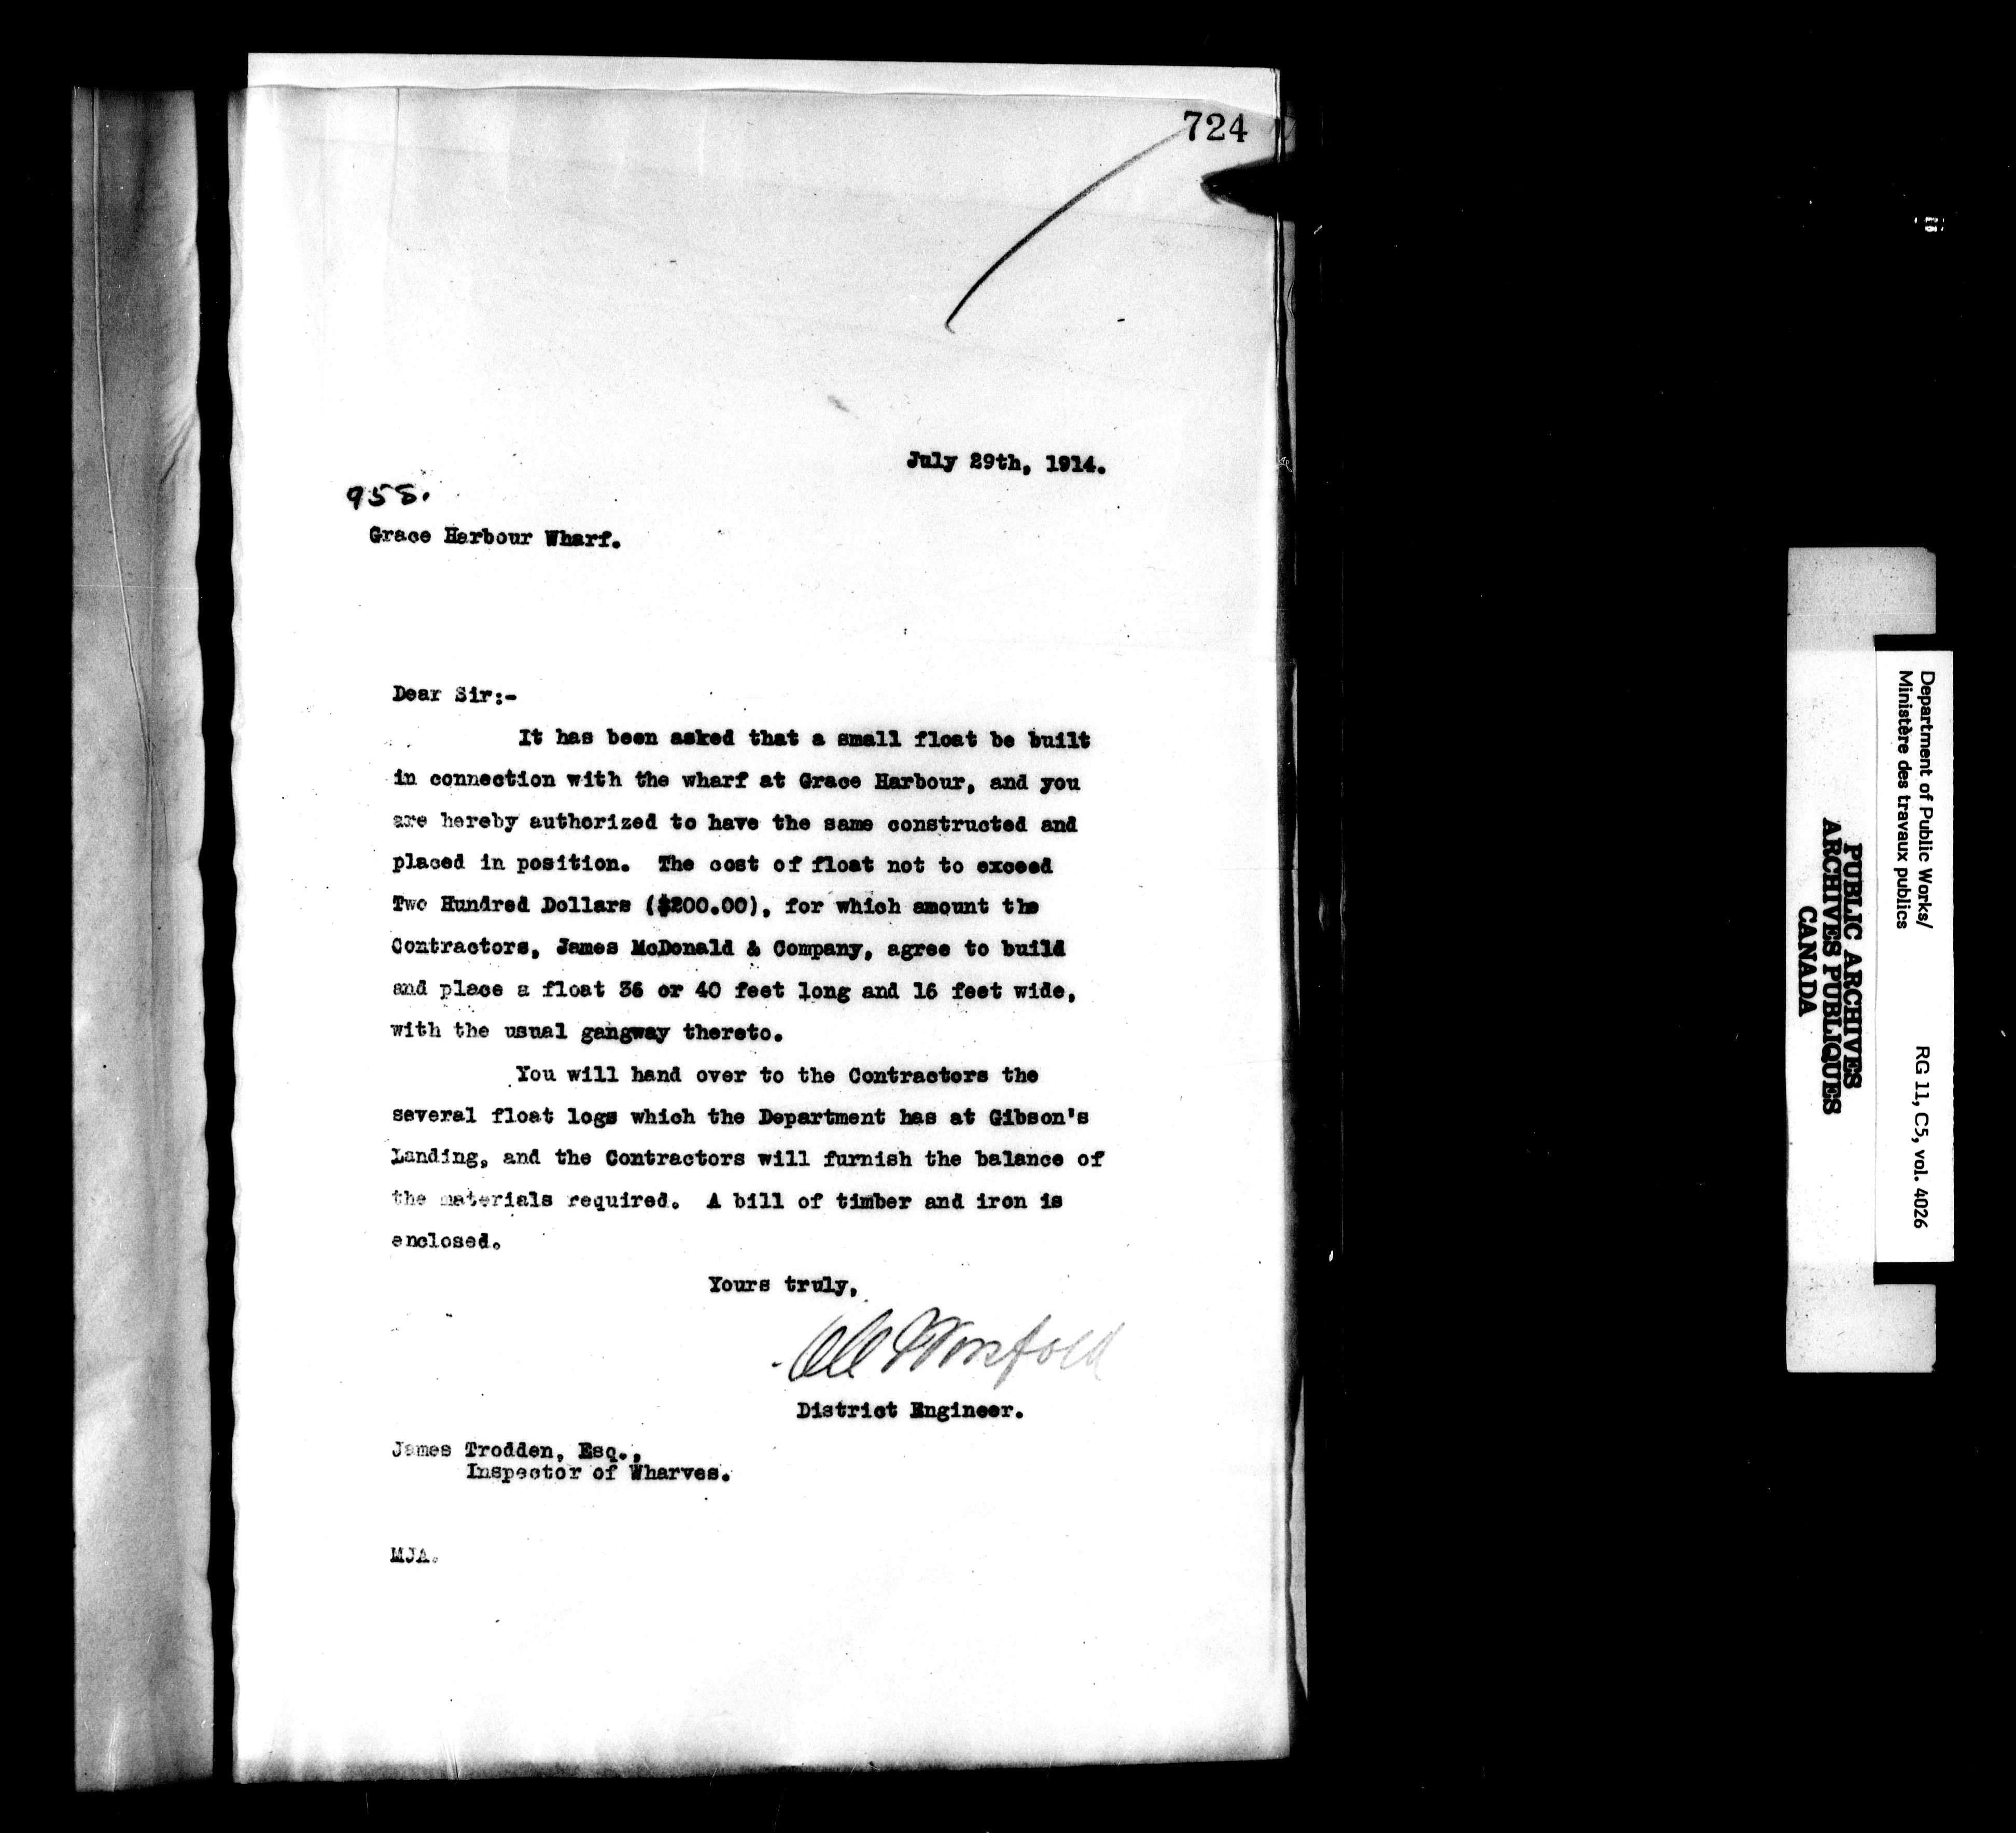 724
July 29th, 1914.
958.
Grace Harbour Wharf.
Dear Sir:-
It has been asked that a small float be built
in connection with the wharf at Grace Harbour, and you
are hereby authorized to have the same constructed and
placed in position. The cost of float not to exceed
Two Hundred Dollars ($200.00), for which amount the
Contractors, James McDonald & Company, agree to build
and place a float 36 or 40 feet long and 16 feet wide,
with the usual gangway thereto.
You will hand over to the Contractors the
several float logs which the Department has at Gibson's
Landing, and the Contractors will furnish the balance of
the materials required. A bill of timber and iron is
enclosed.
Yours truly,
Worsfold
District Engineer.
James Trodden, Esq.,
Inspector of Wharves.
MJA.
Department of Public Works/
Ministère des travaux publics
RG 11, C5, vol. 4026
PUBLIC ARCHIVES
ARCHIVES PUBLIQUES
CANADA